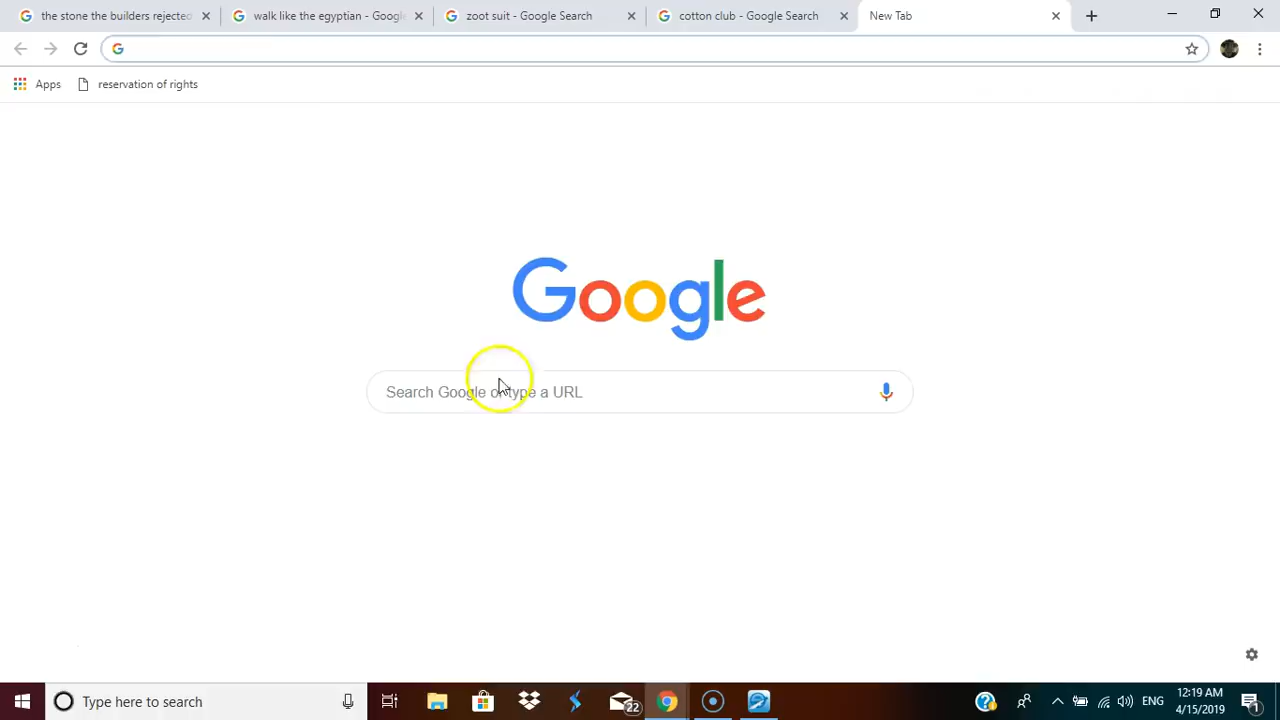 the stone the builders rejected
walk like the egyptian - Google
zoot suit - Google Search
cotton club - Google Search
New Tab
Apps
reservation of rights
Google
Search Google or type a URL
Type here to search
22
ENG
12:19 AM
4/15/2019
1